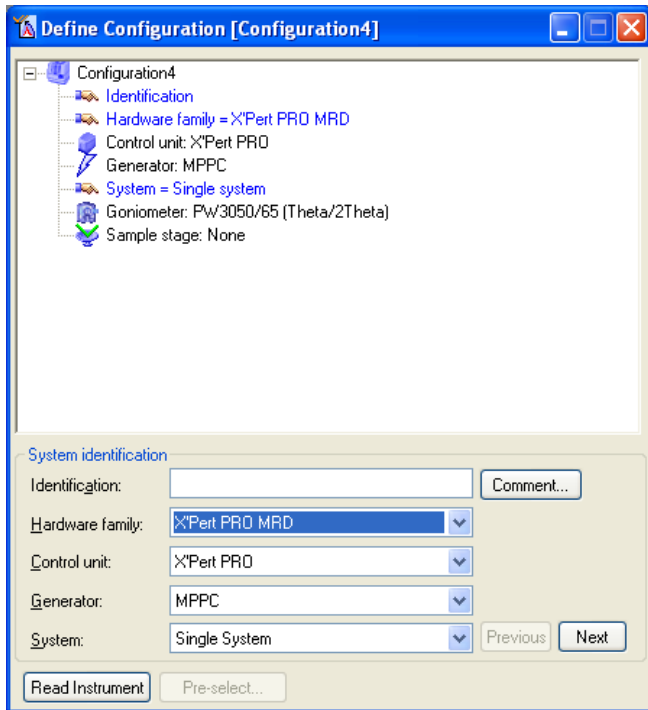 Define Configuration [Configuration4]
Configuration4
Identification
Hardware family = X'Pert PRO MRD
Control unit: X'Pert PRO
Generator: MPPC
System = Single system
Goniometer: PW3050/65 (Theta/2Theta)
Sample stage: None
System identification
Identification: Comment...
Hardware family: X'Pert PRO MRD
Control unit: X'Pert PRO
Generator: MPPC
System: Single System Previous Next
Read Instrument Pre-select...